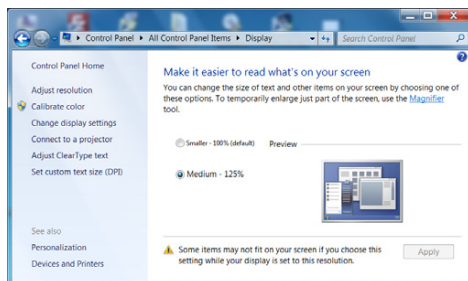 Control Panel ▸ All Control Panel Items ▸ Display
Search Control Panel
Control Panel Home
Adjust resolution
Calibrate color
Change display settings
Connect to a projector
Adjust ClearType text
Set custom text size (DPI)
See also
Personalization
Devices and Printers
Make it easier to read what's on your screen
You can change the size of text and other items on your screen by choosing one of
these options. To temporarily enlarge just part of the screen, use the Magnifier
tool.
Smaller - 100% (default)
Preview
Medium - 125%
Some items may not fit on your screen if you choose this
setting while your display is set to this resolution.
Apply